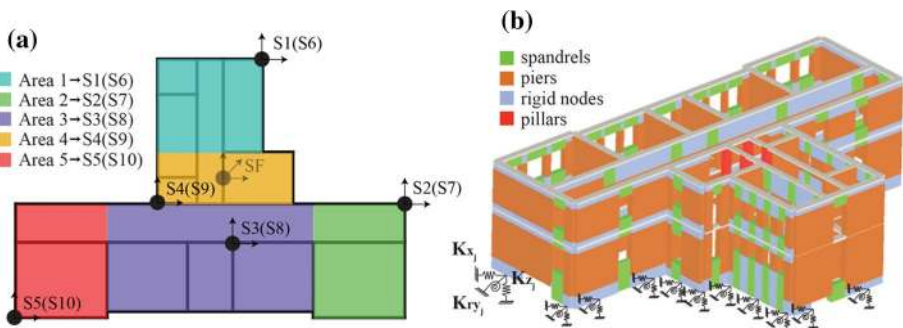 (a)
S1(S6)
Area 1→S1(S6)
Area 2→S2(S7)
Area 3→S3(S8)
Area 4→S4(S9)
Area 5→S5(S10)
SF
S4(S9)
S2(S7)
S3(S8)
S5(S10)
(b)
spandrels
piers
rigid nodes
pillars
Kxj
Kzj
Kryj